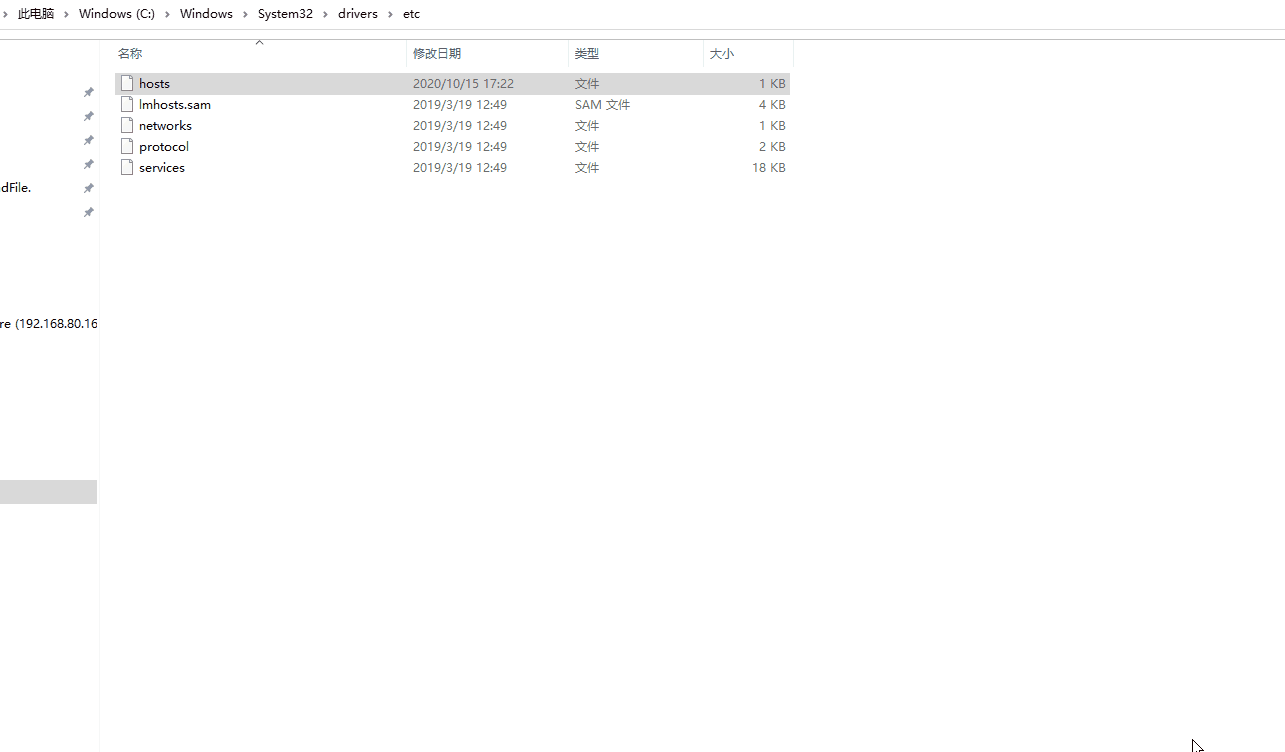 › 此电脑 › Windows (C:) › Windows › System32 › drivers › etc
名称 修改日期 类型 大小
hosts 2020/10/15 17:22 文件 1 KB
lmhosts.sam 2019/3/19 12:49 SAM 文件 4 KB
networks 2019/3/19 12:49 文件 1 KB
protocol 2019/3/19 12:49 文件 2 KB
services 2019/3/19 12:49 文件 18 KB
dFile.
re (192.168.80.16